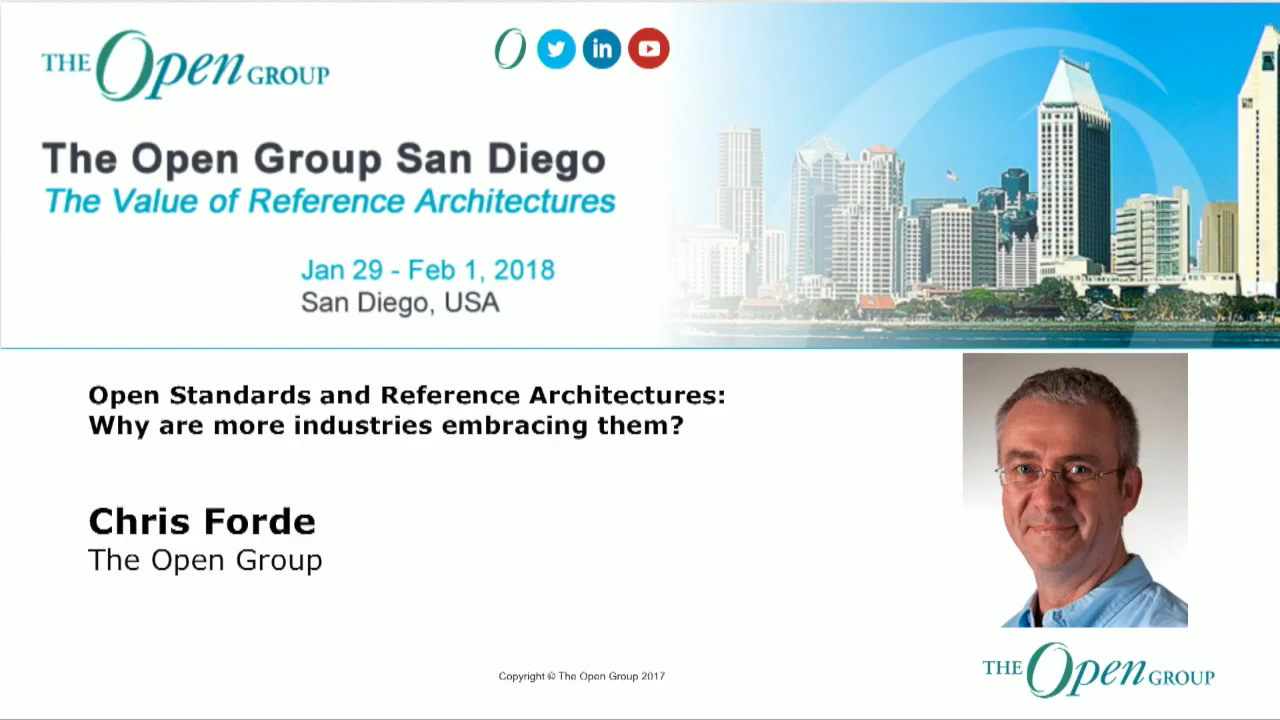 THE Open GROUP
The Open Group San Diego
The Value of Reference Architectures
Jan 29 - Feb 1, 2018
San Diego, USA
Open Standards and Reference Architectures:
Why are more industries embracing them?
Chris Forde
The Open Group
Copyright © The Open Group 2017
THE Open GROUP